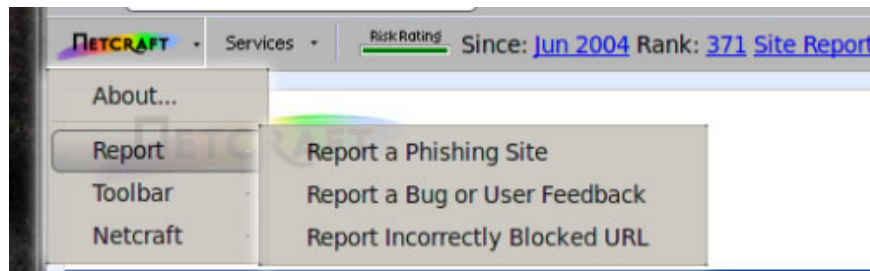 NETCRAFT Services Risk Rating Since: Jun 2004 Rank: 371 Site Report
About...
NETCRAFT
Report
Report a Phishing Site
Toolbar
Report a Bug or User Feedback
Netcraft
Report Incorrectly Blocked URL